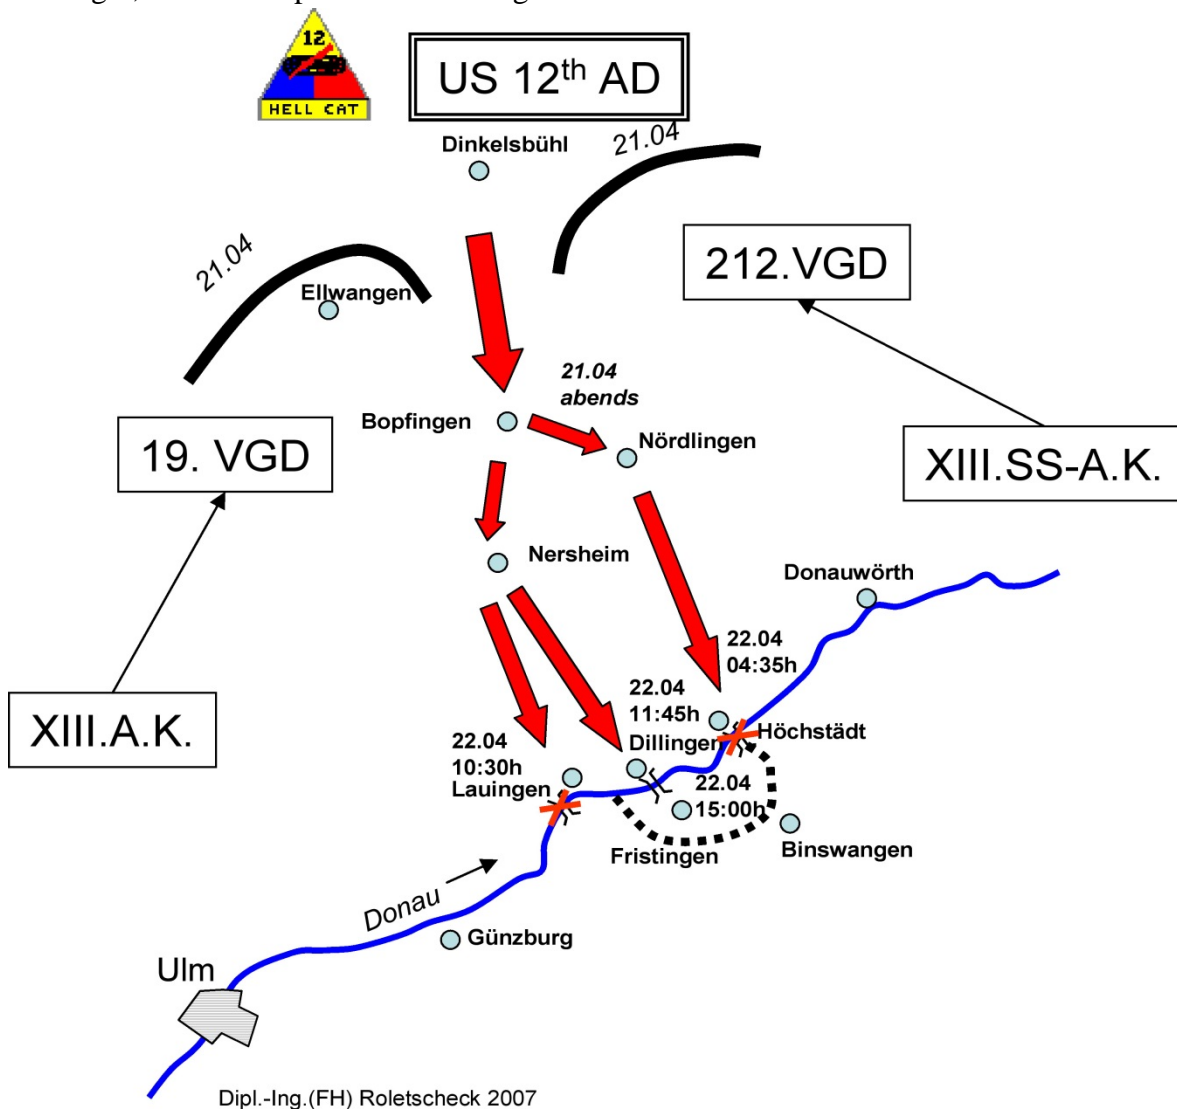 12
HELL CAT
US 12th AD
Dinkelsbühl
21.04
21.04
Ellwangen
212.VGD
21.04
abends
Bopfingen
Nördlingen
19. VGD
XIII.SS-A.K.
Nersheim
Donauwörth
22.04
04:35h
22.04
11:45h
Höchstädt
Dillingen
XIII.A.K.
22.04
10:30h
Lauingen
22.04
15:00h
Fristingen
Binswangen
Donau
Günzburg
Ulm
Dipl.-Ing.(FH) Roletscheck 2007